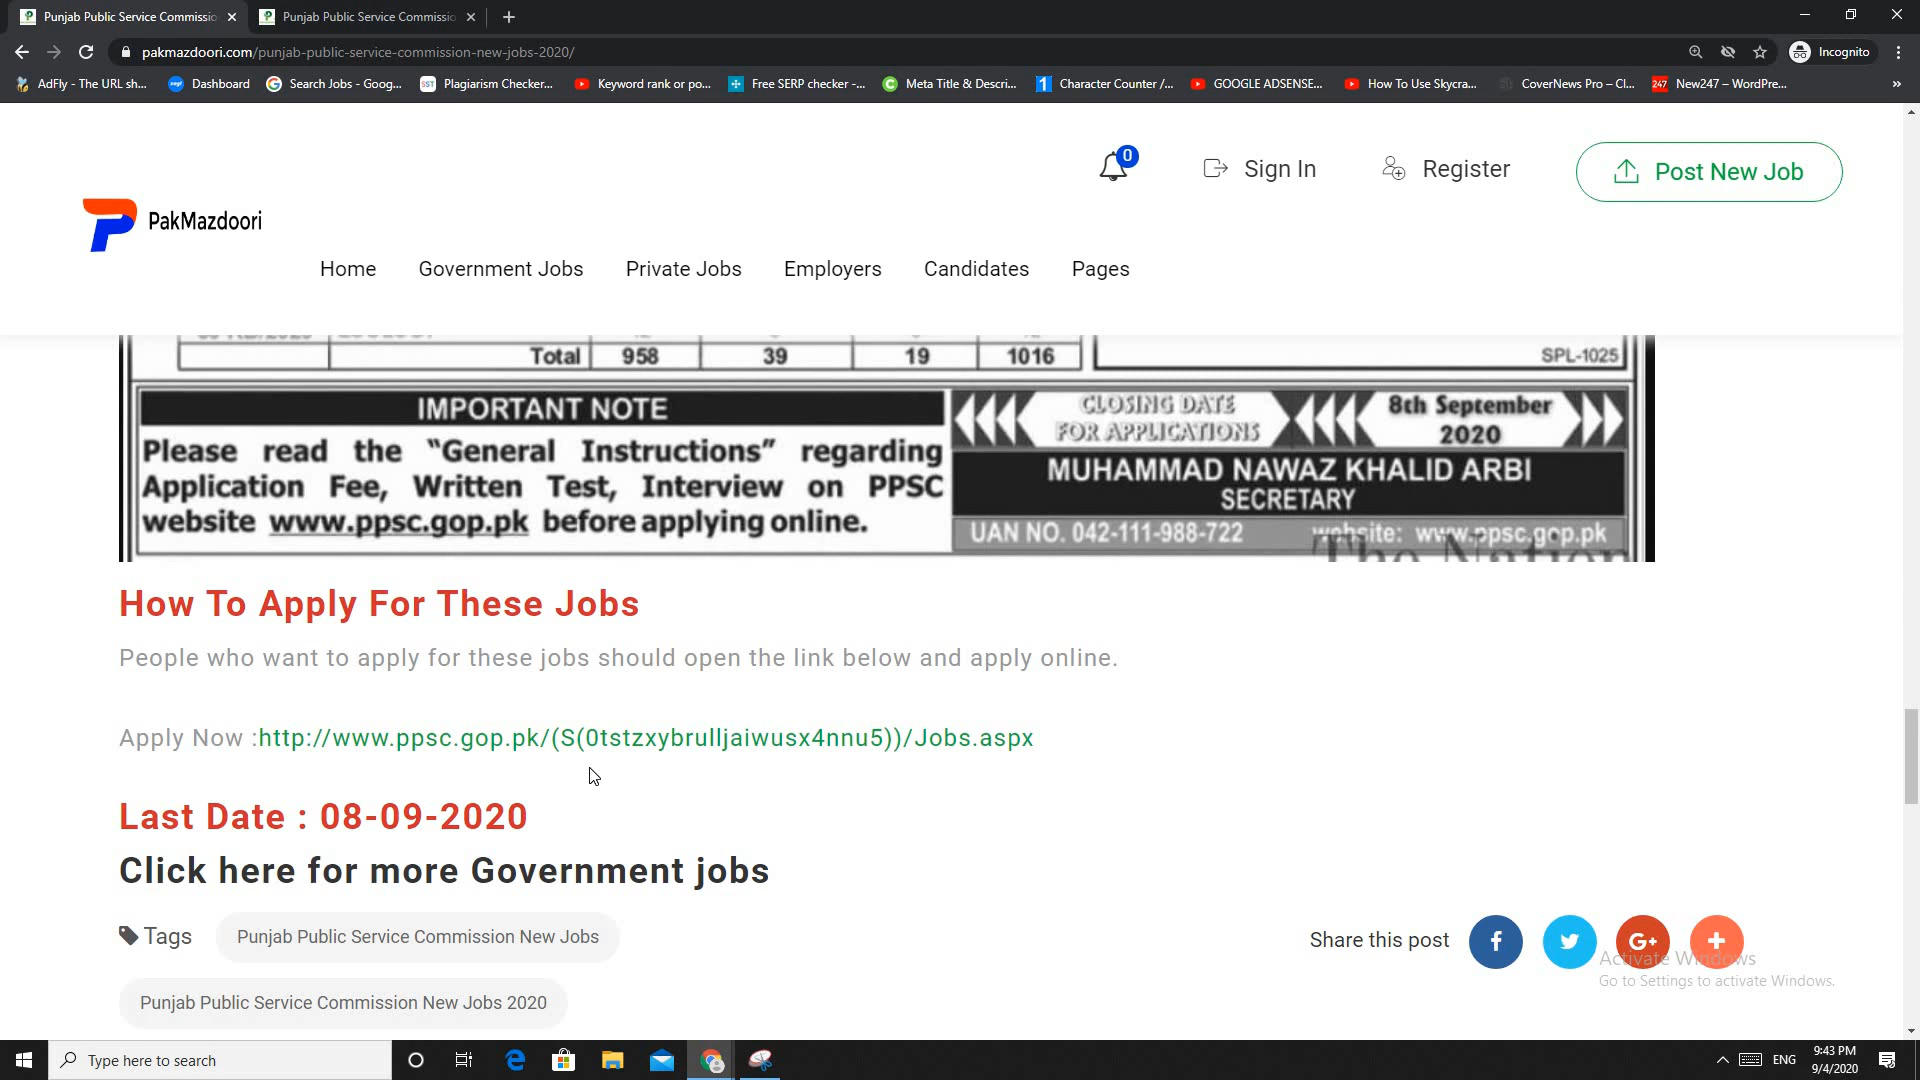 Punjab Public Service Commissio
Punjab Public Service Commissio
pakmazdoori.com/punjab-public-service-commission-new-jobs-2020/
Incognito
AdFly - The URL sh...
Dashboard
Search Jobs - Goog...
Plagiarism Checker...
Keyword rank or po...
Free SERP checker -...
Meta Title & Descri...
Character Counter /...
GOOGLE ADSENSE...
How To Use Skycra...
CoverNews Pro – Cl...
New247 – WordPre...
0
Sign In
Register
Post New Job
PakMazdoori
Home
Government Jobs
Private Jobs
Employers
Candidates
Pages
Total 958 39 19 1016
SPL-1025
IMPORTANT NOTE
Please read the “General Instructions” regarding
Application Fee, Written Test, Interview on PPSC
website www.ppsc.gop.pk before applying online.
CLOSING DATE
FOR APPLICATIONS
8th September
2020
MUHAMMAD NAWAZ KHALID ARBI
SECRETARY
UAN NO. 042-111-988-722 website: www.ppsc.gop.pk
The Nation
How To Apply For These Jobs
People who want to apply for these jobs should open the link below and apply online.
Apply Now :http://www.ppsc.gop.pk/(S(0tstzxybrulljaiwusx4nnu5))/Jobs.aspx
Last Date : 08-09-2020
Click here for more Government jobs
Tags
Punjab Public Service Commission New Jobs
Punjab Public Service Commission New Jobs 2020
Share this post
Activate Windows
Go to Settings to activate Windows.
Type here to search
ENG
9:43 PM
9/4/2020